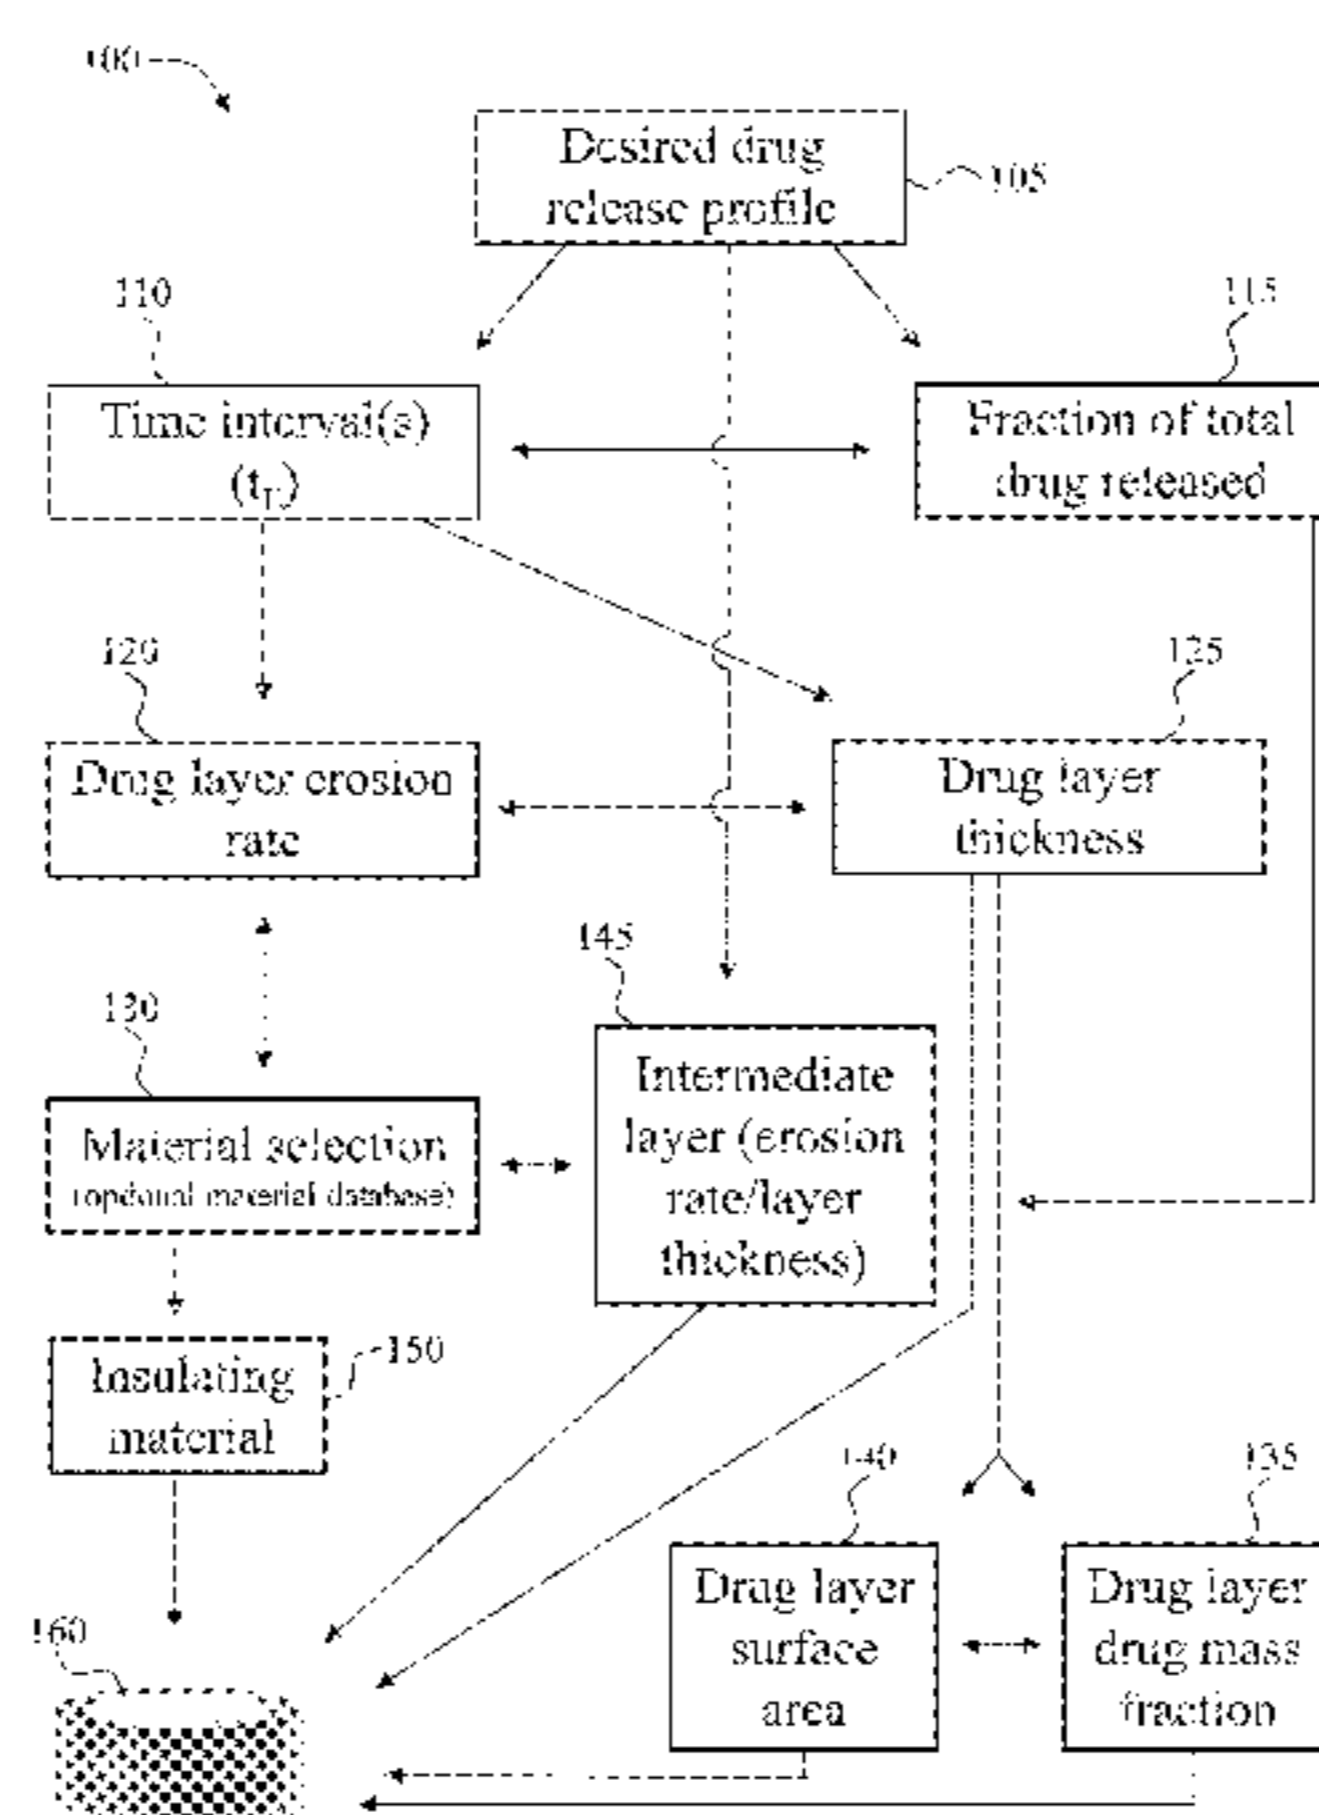 100
Desired drug
release profile
105
110
115
Time interval(s)
Fraction of total
drug released
120
125
Drug layer erosion
rate
Drug layer
thickness
145
130
Intermediate
layer (erosion
rate/layer
thickness)
Material selection
(optional material database)
Insulating
material
150
140
135
Drug layer
surface
area
Drug layer
drug mass
fraction
160